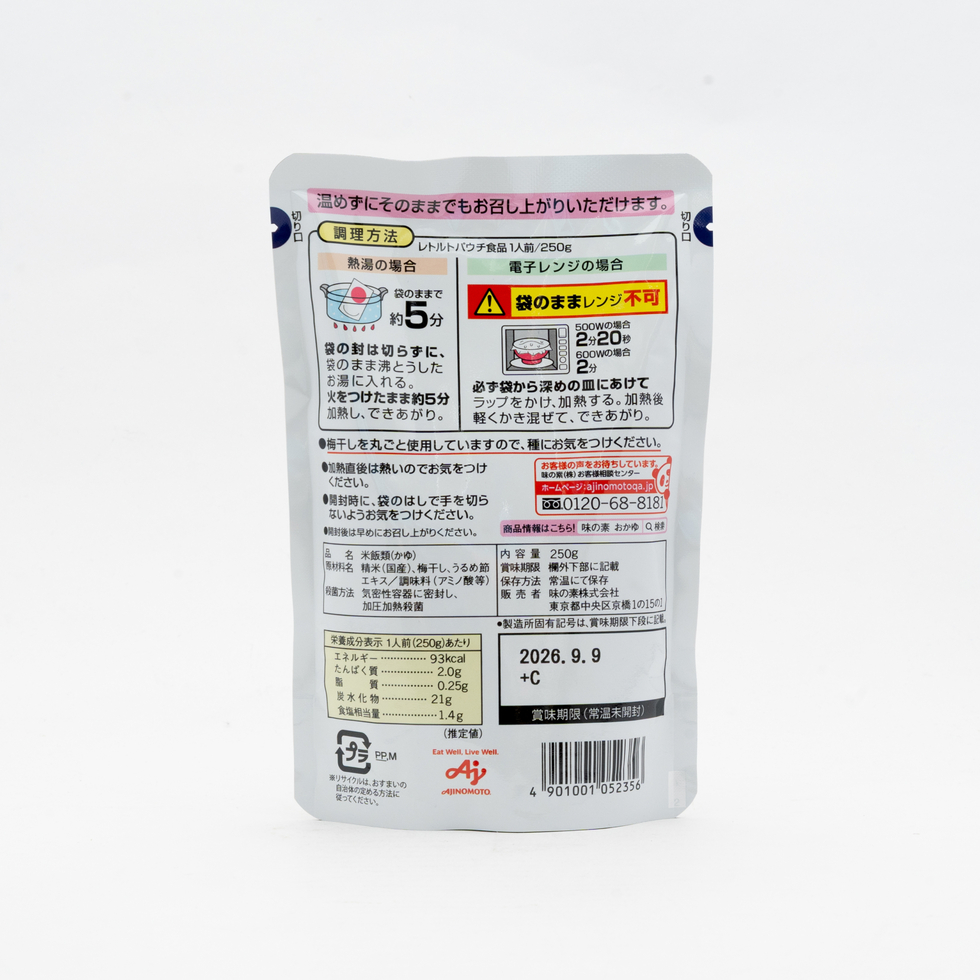 温めずにそのままでもお召し上がりいただけます。
切り口
切り口
調理方法
レトルトパウチ食品 1人前/250g
熱湯の場合
袋のままで
約5分
袋の封は切らずに、
袋のまま沸とうした
お湯に入れる。
火をつけたまま約5分
加熱し、できあがり。
電子レンジの場合
袋のままレンジ不可
500Wの場合
2分20秒
600Wの場合
2分
必ず袋から深めの皿にあけて
ラップをかけ、加熱する。加熱後
軽くかき混ぜて、できあがり。
●梅干しを丸ごと使用していますので、種にお気をつけください。
●加熱直後は熱いのでお気をつけ
ください。
●開封時に、袋のはしで手を切ら
ないようお気をつけください。
●開封後は早めにお召し上がりください。
お客様の声をお待ちしています。
味の素(株)お客様相談センター
ホームページ:ajinomotoqa.jp
0120-68-8181
商品情報はこちら! 味の素 おかゆ 検索
品名 米飯類(かゆ)
原材料名 精米(国産)、梅干し、うるめ節
エキス/調味料(アミノ酸等)
殺菌方法 気密性容器に密封し、
加圧加熱殺菌
内容量 250g
賞味期限 欄外下部に記載
保存方法 常温にて保存
販売者 味の素株式会社
東京都中央区京橋1の15の1
●製造所固有記号は、賞味期限下段に記載。
栄養成分表示 1人前(250g)あたり
エネルギー 93kcal
たんぱく質 2.0g
脂質 0.25g
炭水化物 21g
食塩相当量 1.4g
(推定値)
2026.9.9
+C
賞味期限(常温未開封)
プラ
PP,M
※リサイクルは、お住まいの
自治体の定める方法に
従ってください。
Eat Well, Live Well.
Aj
AJINOMOTO
4 901001 052356